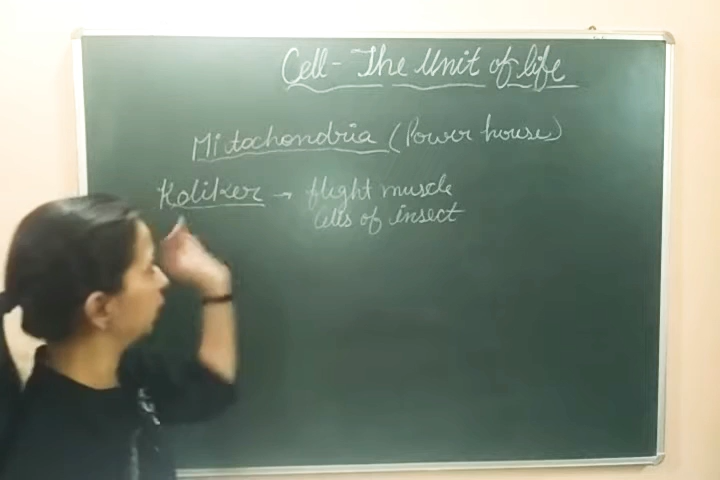 Cell - The Unit of life
Mitochondria (Power house)
Koliker → flight muscle
cells of insect